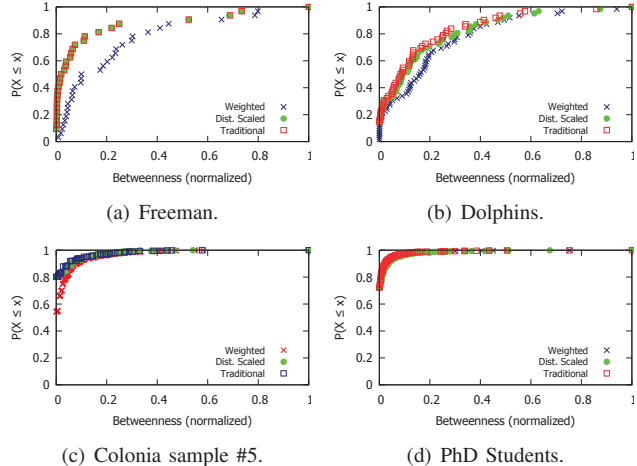 P(X ≤ x)
1
0.8
0.6
0.4
0.2
0
Weighted
Dist. Scaled
Traditional
0 0.2 0.4 0.6 0.8 1
Betweenness (normalized)
(a) Freeman.
P(X ≤ x)
1
0.8
0.6
0.4
0.2
0
Weighted
Dist. Scaled
Traditional
0 0.2 0.4 0.6 0.8 1
Betweenness (normalized)
(b) Dolphins.
P(X ≤ x)
1
0.8
0.6
0.4
0.2
0
Weighted
Dist. Scaled
Traditional
0 0.2 0.4 0.6 0.8 1
Betweenness (normalized)
(c) Colonia sample #5.
P(X ≤ x)
1
0.8
0.6
0.4
0.2
0
Weighted
Dist. Scaled
Traditional
0 0.2 0.4 0.6 0.8 1
Betweenness (normalized)
(d) PhD Students.